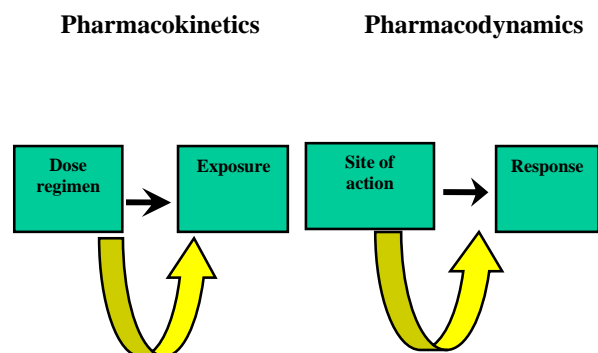 Pharmacokinetics
Pharmacodynamics
Dose
regimen
Exposure
Site of
action
Response